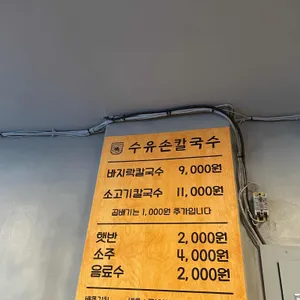 수유손칼국수
바지락칼국수 9,000원
소고기칼국수 11,000원
곱배기는 1,000원 추가입니다
햇반 2,000원
소주 4,000원
음료수 2,000원